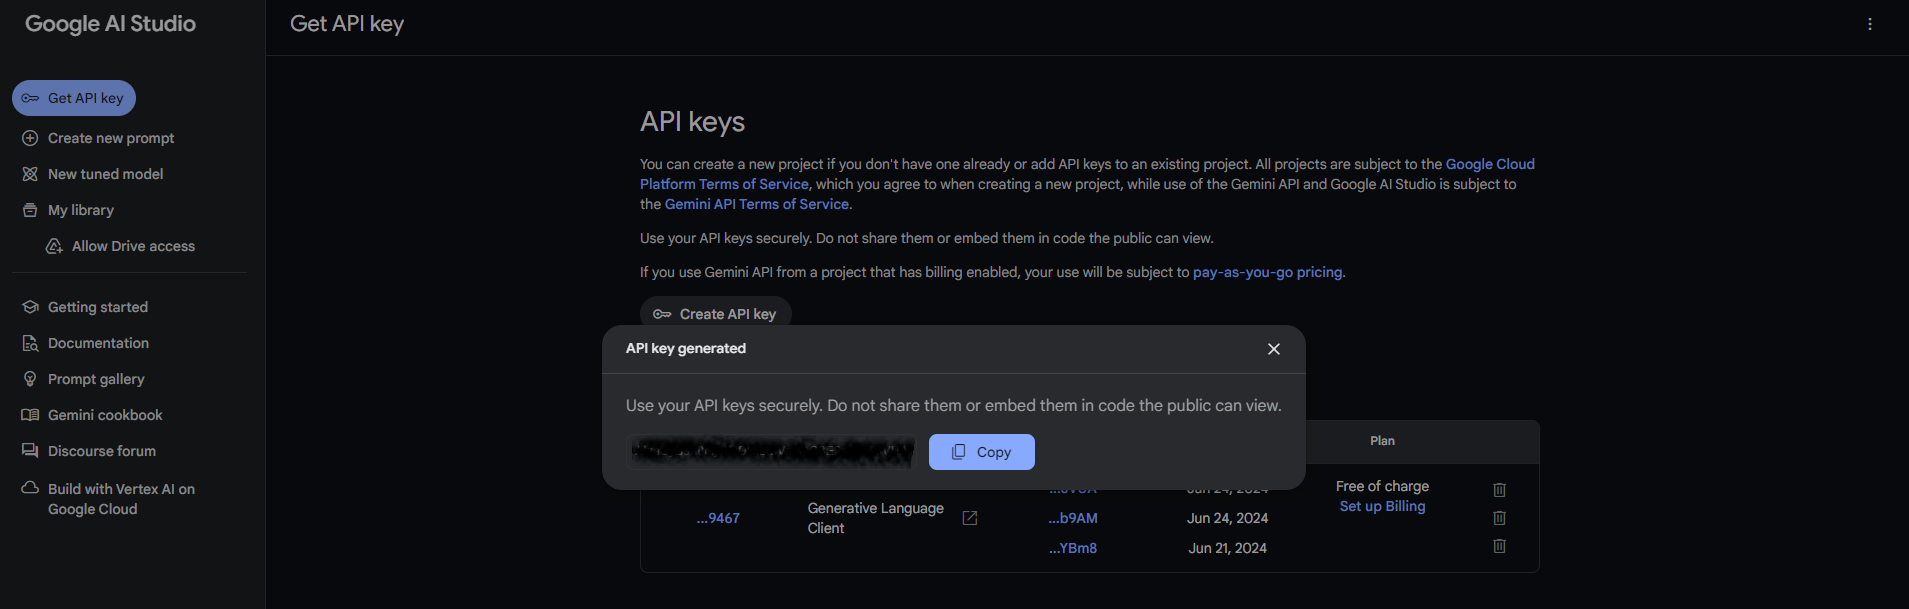 Google AI Studio
Get API key
Get API key
Create new prompt
New tuned model
My library
Allow Drive access
Getting started
Documentation
Prompt gallery
Gemini cookbook
Discourse forum
Build with Vertex AI on
Google Cloud
API keys
You can create a new project if you don't have one already or add API keys to an existing project. All projects are subject to the Google Cloud
Platform Terms of Service, which you agree to when creating a new project, while use of the Gemini API and Google AI Studio is subject to
the Gemini API Terms of Service.
Use your API keys securely. Do not share them or embed them in code the public can view.
If you use Gemini API from a project that has billing enabled, your use will be subject to pay-as-you-go pricing.
Create API key
API key generated
Use your API keys securely. Do not share them or embed them in code the public can view.
Copy
Plan
Jun 24, 2024
Free of charge
Set up Billing
...9467
Generative Language
Client
...b9AM
Jun 24, 2024
...YBm8
Jun 21, 2024